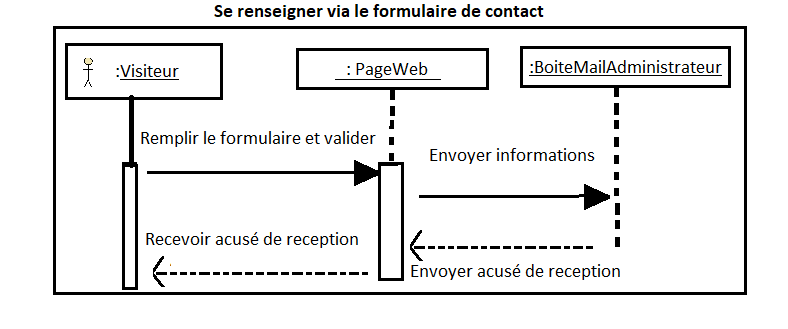 Se renseigner via le formulaire de contact
:Visiteur
: PageWeb
:BoiteMailAdministrateur
Remplir le formulaire et valider
Envoyer informations
Recevoir acusé de reception
Envoyer acusé de reception